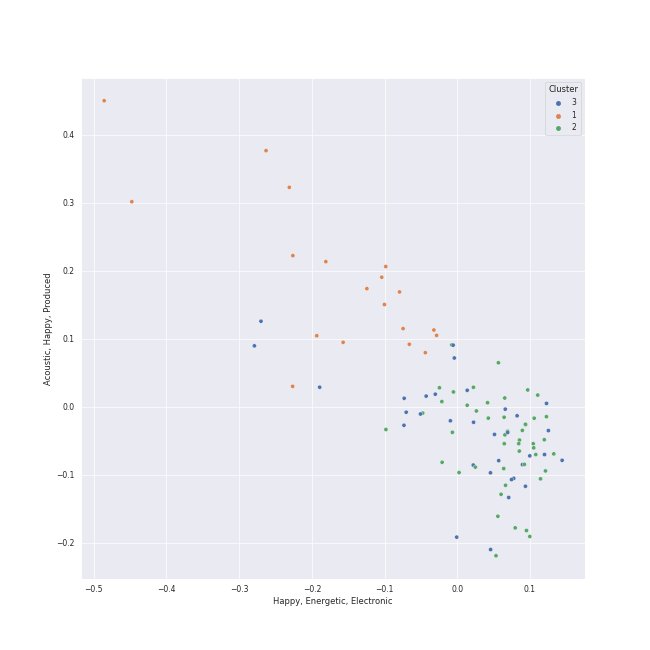 Cluster
3
1
2
0.4
0.3
0.2
0.1
0.0
−0.1
−0.2
Acoustic, Happy, Produced
−0.5 −0.4 −0.3 −0.2 −0.1 0.0 0.1
Happy, Energetic, Electronic